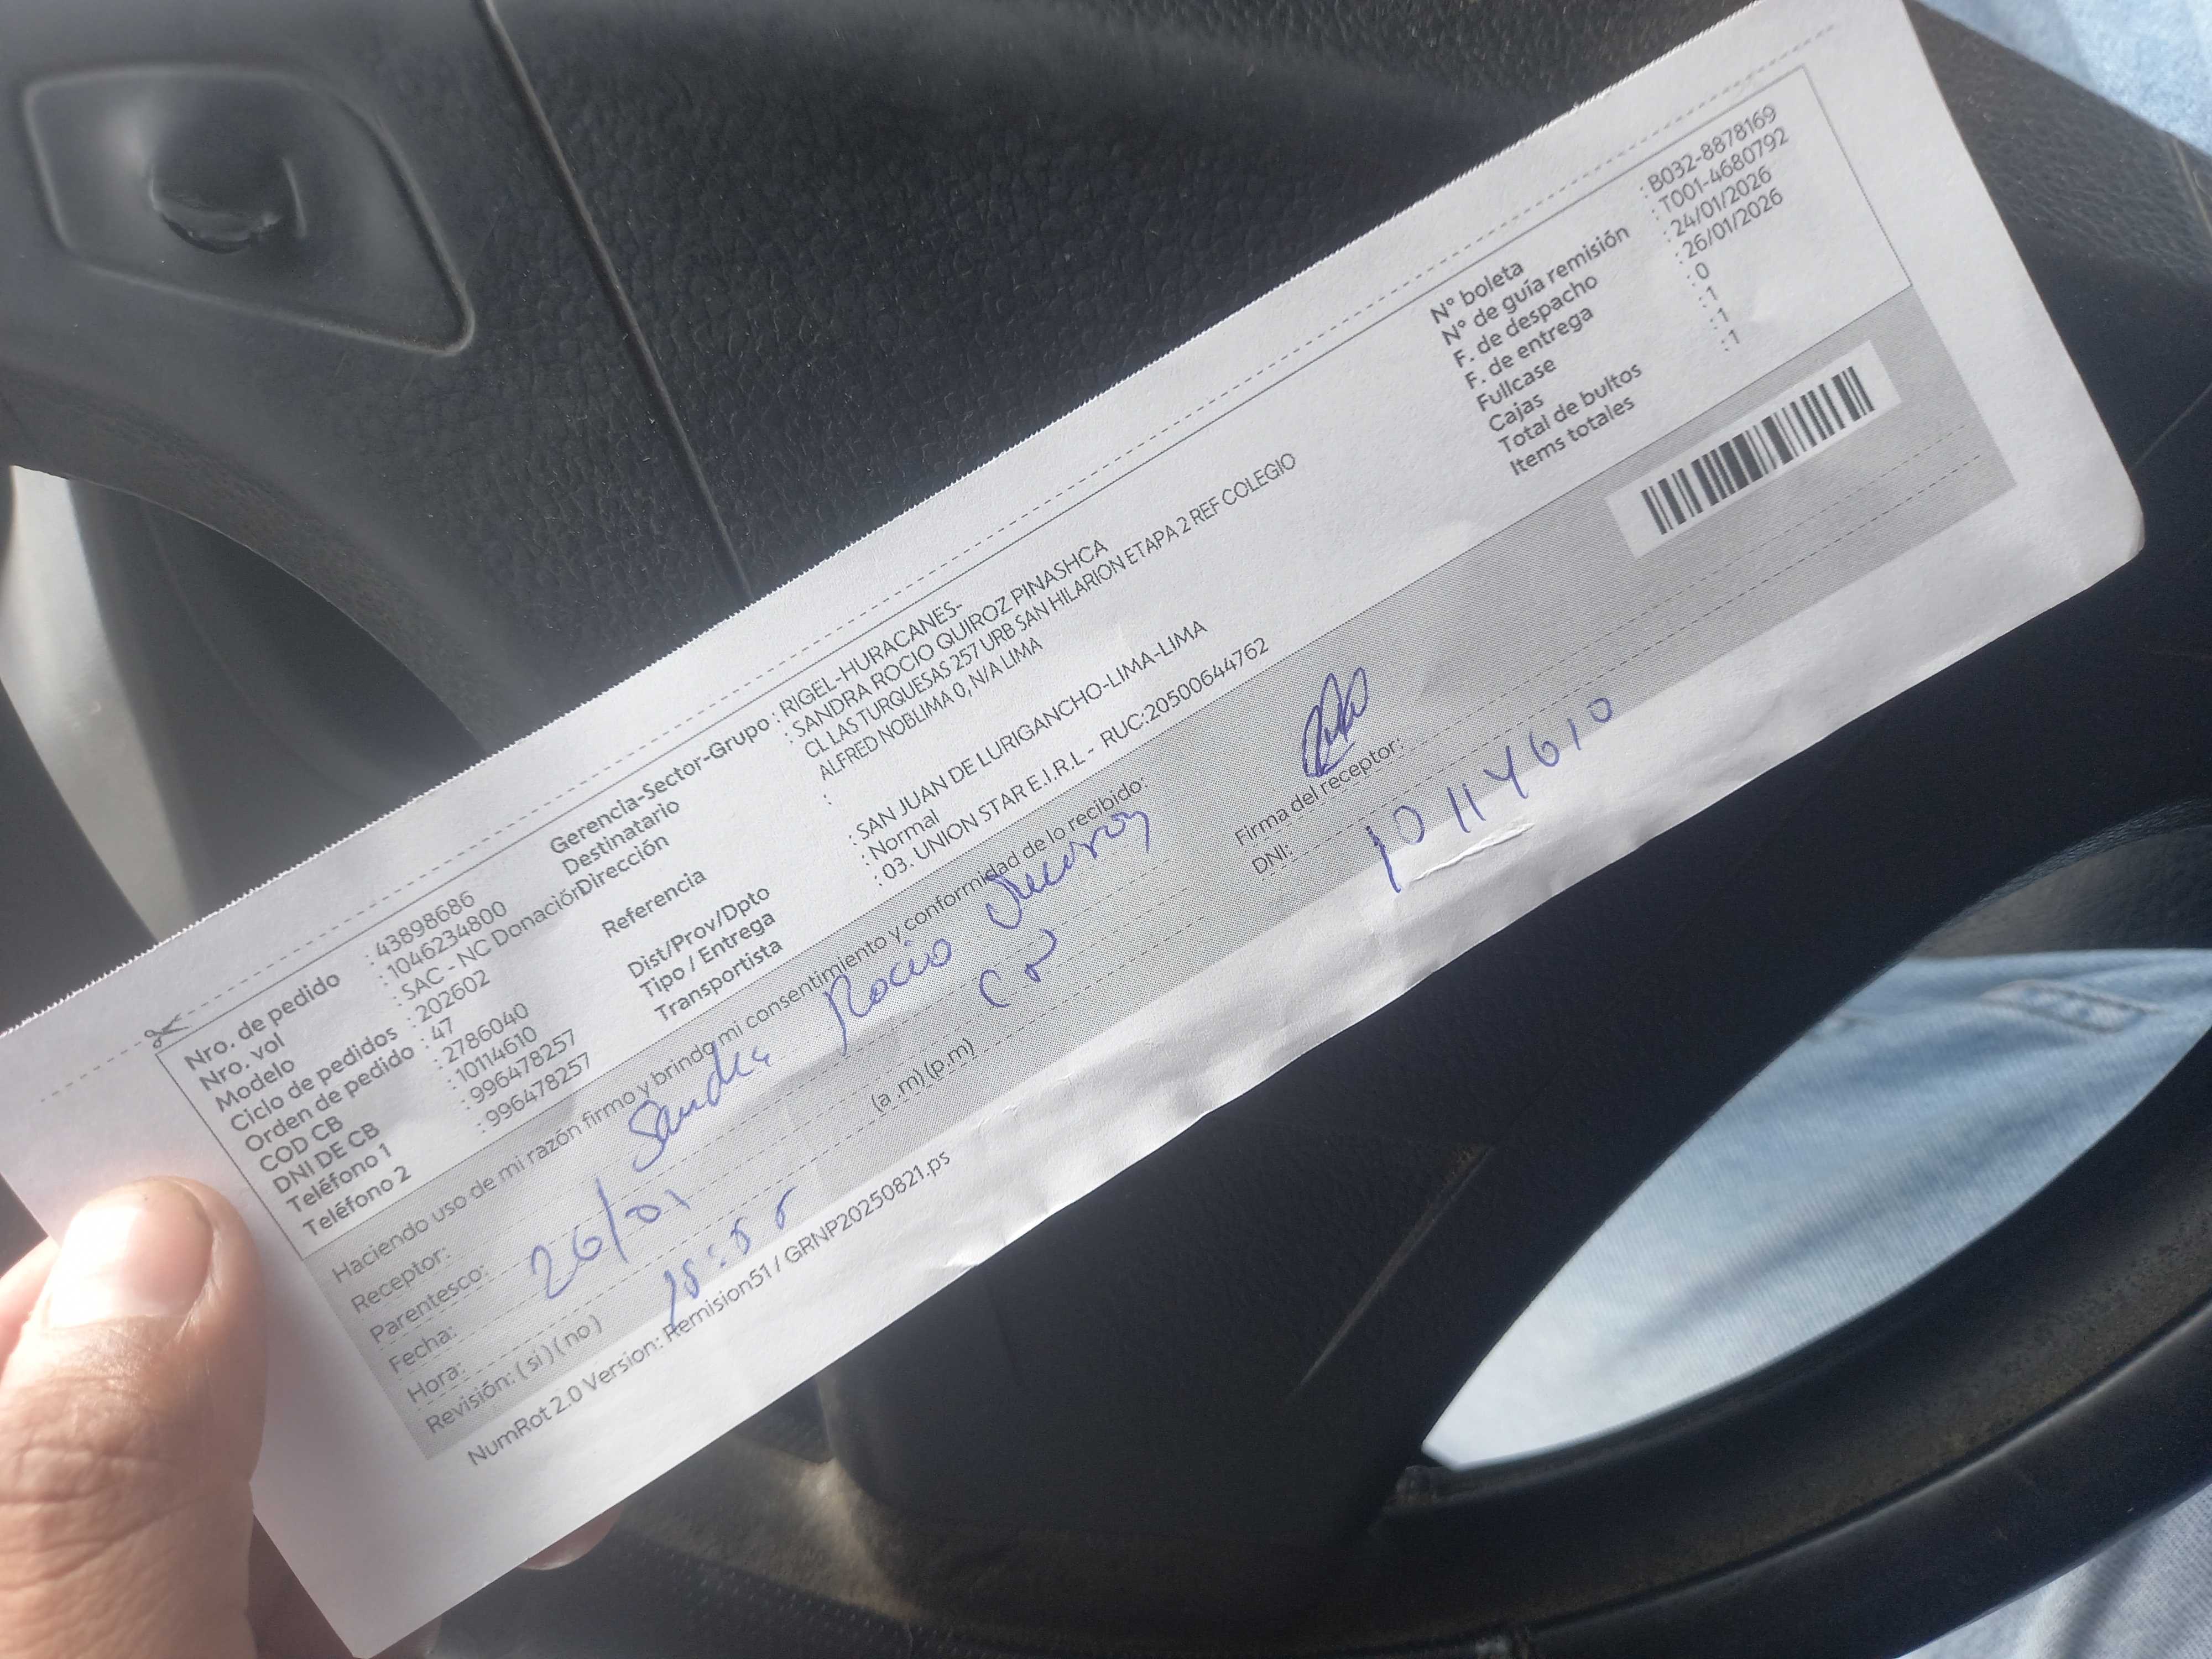 Nro. de pedido : 43898686
Nro. vol : 1046234800
Modelo : SAC - NC Donación
Ciclo de pedidos : 202602
Orden de pedido : 47
COD CB : 2786040
DNI DE CB : 10114610
Teléfono 1 : 996478257
Teléfono 2 : 996478257
Gerencia-Sector-Grupo : RIGEL-HURACANES-
Destinatario : SANDRA ROCIO QUIROZ PINASHCA
Dirección CL LAS TURQUESAS 257 URB SAN HILARION ETAPA 2 REF COLEGIO
ALFRED NOBLIMA 0, N/A LIMA
Referencia :
Dist/Prov/Dpto : SAN JUAN DE LURIGANCHO-LIMA-LIMA
Tipo / Entrega : Normal
Transportista : 03. UNION STAR E.I.R.L - RUC:20500644762
N° boleta : B032-8878169
N° de guía remisión : T001-4680792
F. de despacho : 24/01/2026
F. de entrega : 26/01/2026
Fullcase : 0
Cajas : 1
Total de bultos : 1
Items totales : 1
Haciendo uso de mi razón firmo y brindo mi consentimiento y conformidad de lo recibido:
Receptor: Sandra Rocio Quiroz
Parentesco:
Fecha: 26/01
Hora: (a .m) (p.m)
Revisión: ( si ) ( no )
Firma del receptor:
DNI: 10114610
NumRot 2.0 Version: Remision51 / GRNP20250821.ps